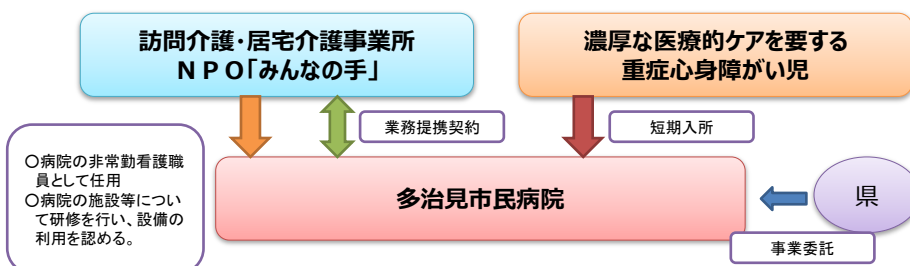 訪問介護・居宅介護事業所
NPO「みんなの手」
濃厚な医療的ケアを要する
重症心身障がい児
業務提携契約
短期入所
〇病院の非常勤看護職
員として任用
〇病院の施設等につい
て研修を行い、設備の
利用を認める。
多治見市民病院
県
事業委託